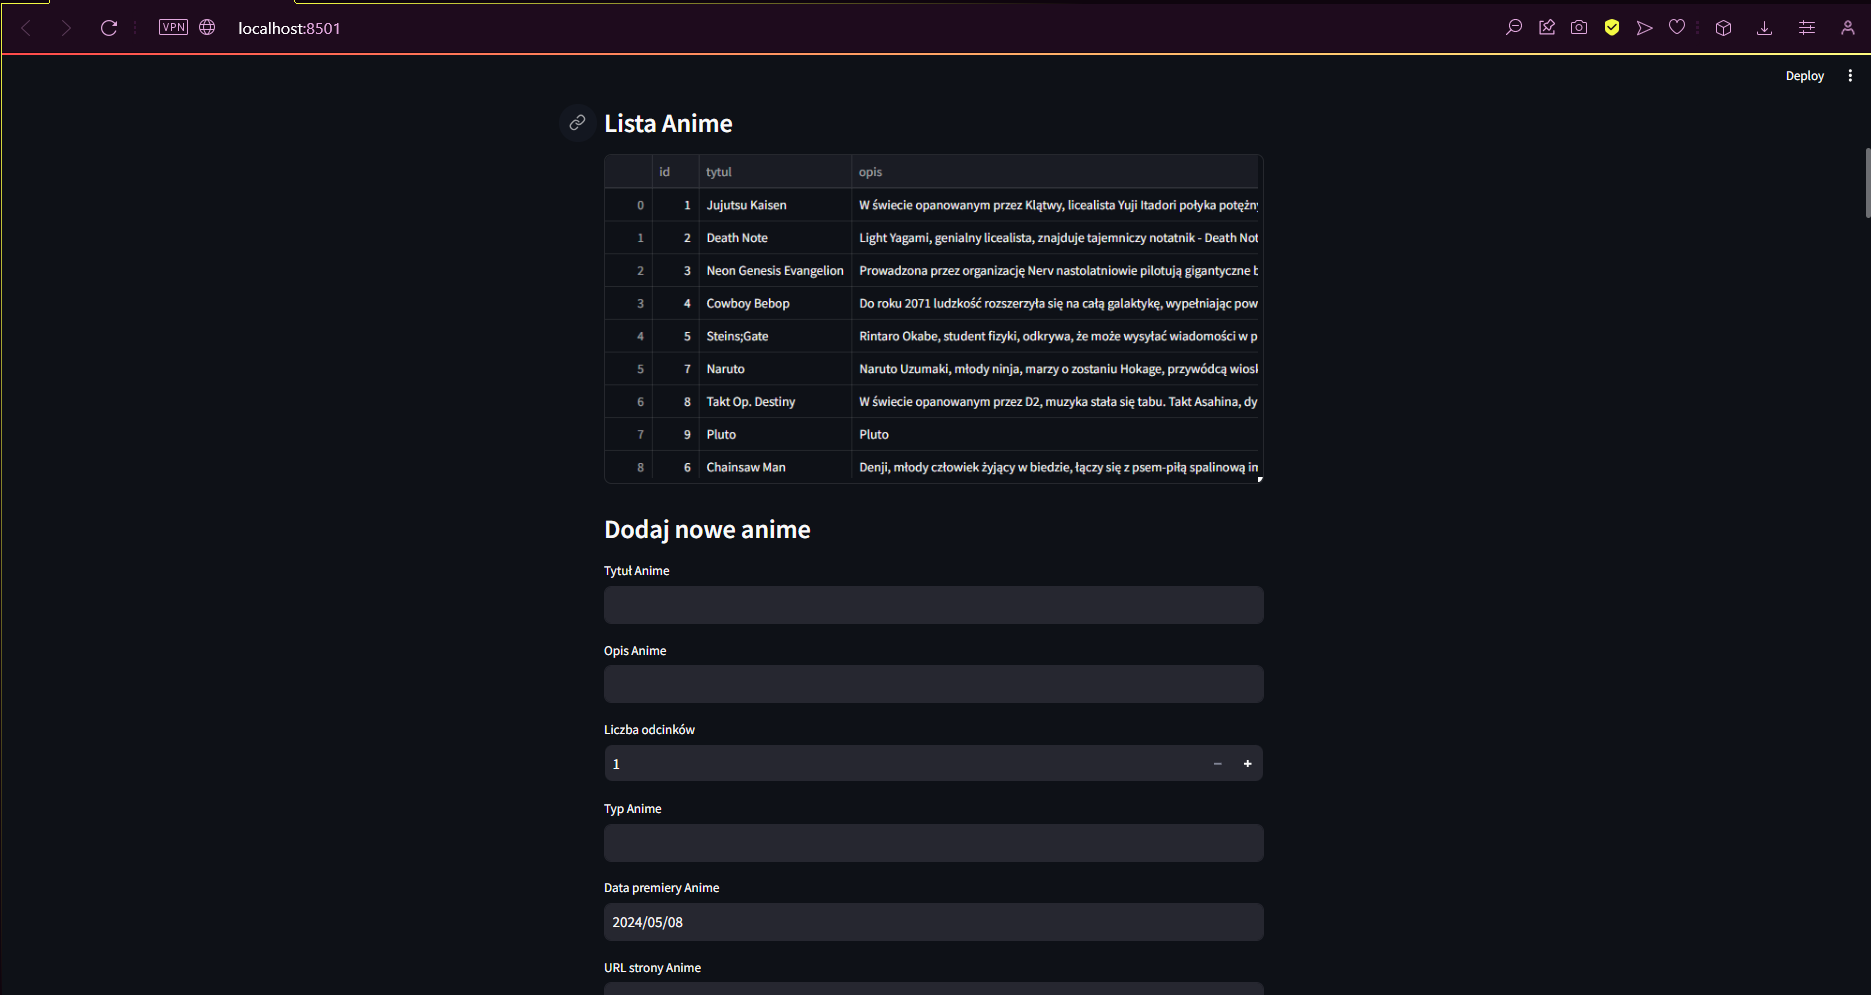 VPN localhost:8501
Deploy
Lista Anime
id tytul opis
0 1 Jujutsu Kaisen W świecie opanowanym przez Klątwy, licealista Yuji Itadori połyka potężny
1 2 Death Note Light Yagami, genialny licealista, znajduje tajemniczy notatnik - Death Not
2 3 Neon Genesis Evangelion Prowadzona przez organizację Nerv nastolatniowie pilotują gigantyczne b
3 4 Cowboy Bebop Do roku 2071 ludzkość rozszerzyła się na całą galaktykę, wypełniając pow
4 5 Steins;Gate Rintaro Okabe, student fizyki, odkrywa, że może wysyłać wiadomości w p
5 7 Naruto Naruto Uzumaki, młody ninja, marzy o zostaniu Hokage, przywódcą wiosk
6 8 Takt Op. Destiny W świecie opanowanym przez D2, muzyka stała się tabu. Takt Asahina, dy
7 9 Pluto Pluto
8 6 Chainsaw Man Denji, młody człowiek żyjący w biedzie, łączy się z psem-piłą spalinową im
Dodaj nowe anime
Tytuł Anime
Opis Anime
Liczba odcinków
1
Typ Anime
Data premiery Anime
2024/05/08
URL strony Anime